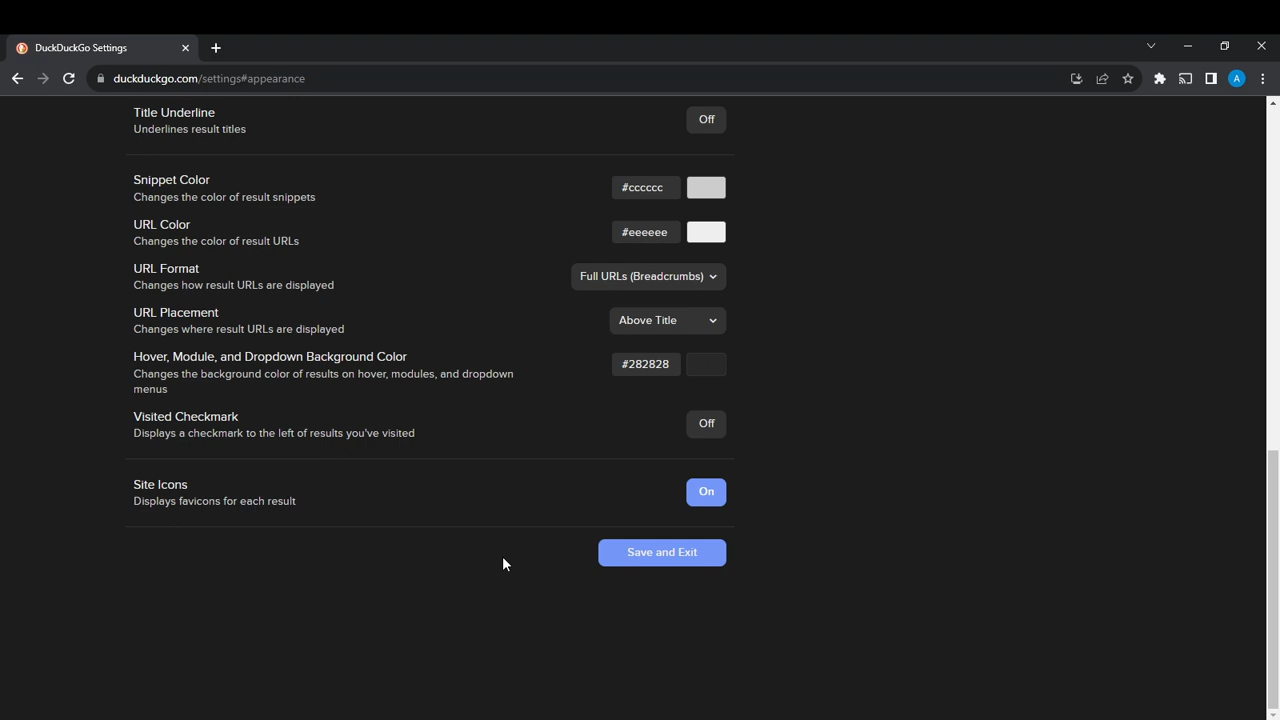 DuckDuckGo Settings
duckduckgo.com/settings#appearance
A
Title Underline
Underlines result titles
Off
Snippet Color
Changes the color of result snippets
#cccccc
URL Color
Changes the color of result URLs
#eeeeee
URL Format
Changes how result URLs are displayed
Full URLs (Breadcrumbs)
URL Placement
Changes where result URLs are displayed
Above Title
Hover, Module, and Dropdown Background Color
Changes the background color of results on hover, modules, and dropdown
menus
#282828
Visited Checkmark
Displays a checkmark to the left of results you've visited
Off
Site Icons
Displays favicons for each result
On
Save and Exit